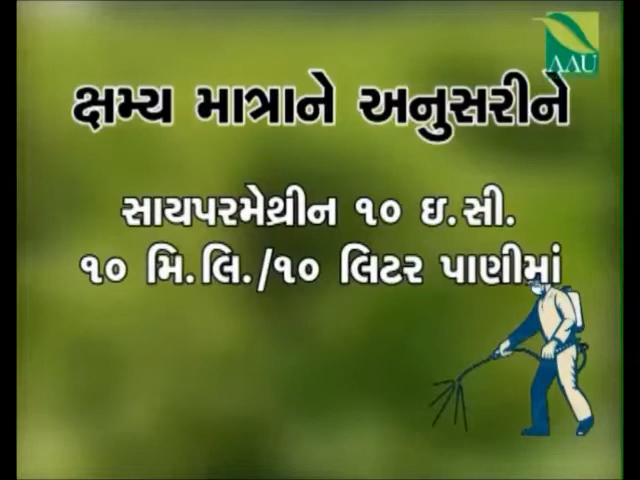 AAU
ક્ષમ્ય માત્રાને અનુસરીને
સાયપરમેથ્રીન ૧૦ ઇ.સી.
૧૦ મિ.લિ./૧૦ લિટર પાણીમાં